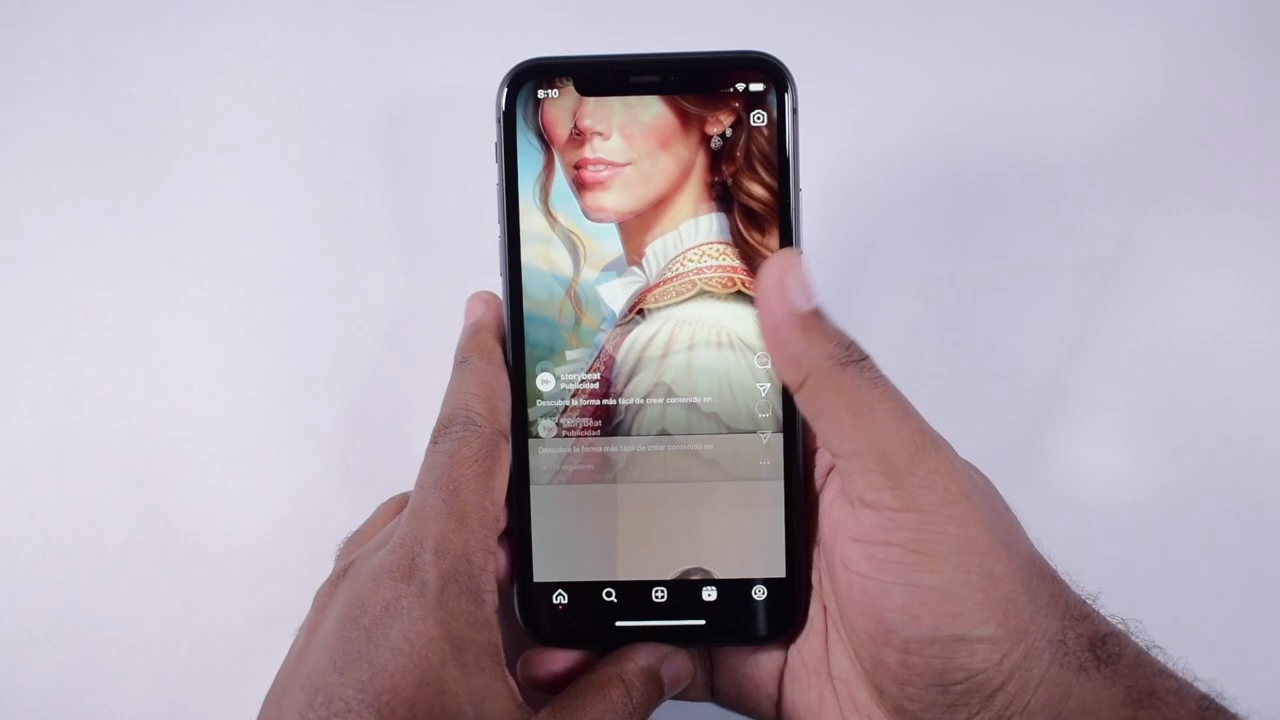 8:10
storybeat
Publicidad
Descubre la forma más fácil de crear contenido en ...
storybeat
Publicidad
Descubre la forma más fácil de crear contenido en
seguidores